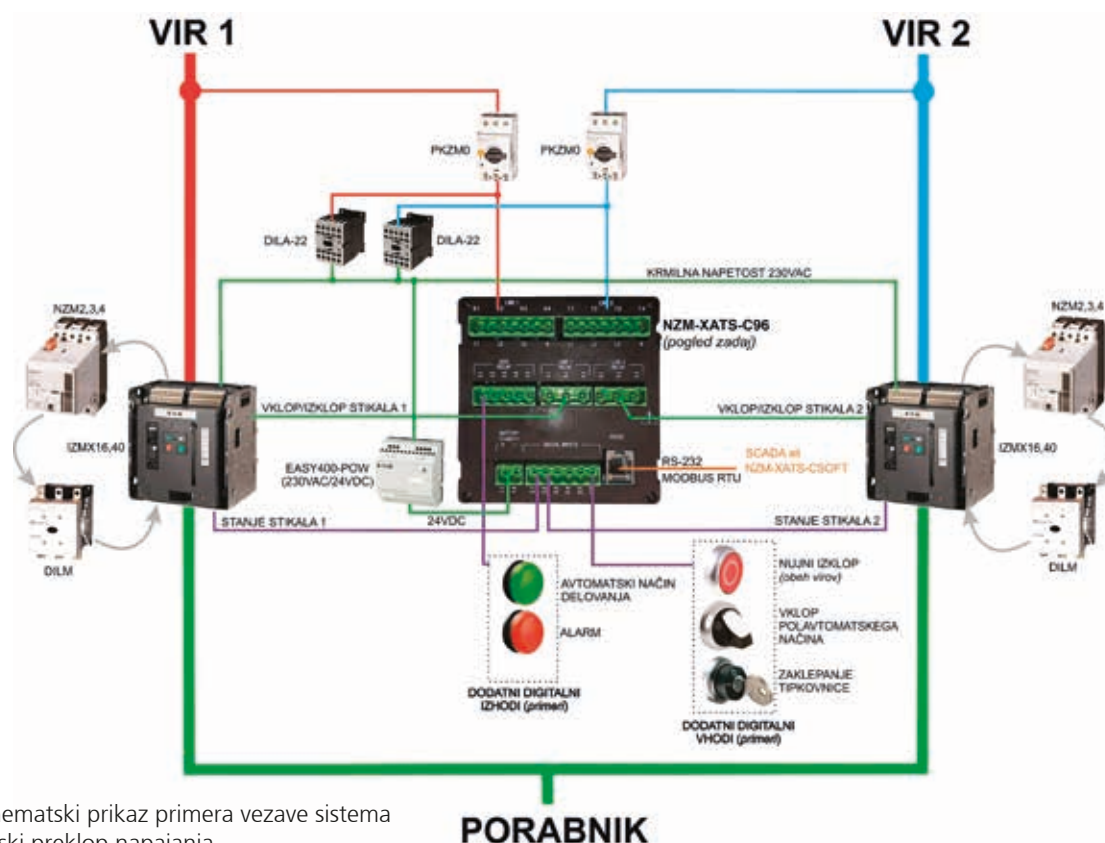 VIR 1
VIR 2
PKZM0
PKZM0
DILA-22
DILA-22
KRMILNA NAPETOST 230VAC
NZM2,3,4
NZM2,3,4
NZM-XATS-C96
(pogled zadaj)
VKLOP/IZKLOP STIKALA 1
VKLOP/IZKLOP STIKALA 2
IZMX16,40
IZMX16,40
EASY400-POW
(230VAC/24VDC)
RS-232
MODBUS RTU
SCADA ali
NZM-XATS-CSOFT
24VDC
STANJE STIKALA 1
STANJE STIKALA 2
DILM
DILM
AVTOMATSKI NAČIN
DELOVANJA
ALARM
NUJNI IZKLOP
(obeh virov)
VKLOP
POLAVTOMATSKEGA
NAČINA
ZAKLEPANJE
TIPKOVNICE
DODATNI DIGITALNI
IZHODI (primeri)
DODATNI DIGITALNI
VHODI (primeri)
ematski prikaz primera vezave sistema
ski preklop napajanja
PORABNIK